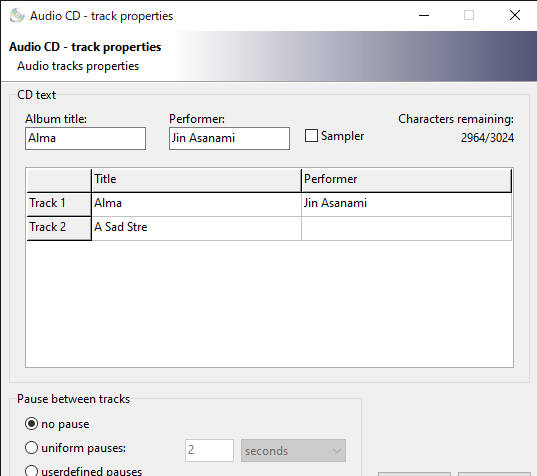 Audio CD - track properties
Audio CD - track properties
Audio tracks properties
CD text
Album title: Performer: Characters remaining:
Alma Jin Asanami Sampler 2964/3024
Title Performer
Track 1 Alma Jin Asanami
Track 2 A Sad Stre
Pause between tracks
no pause
uniform pauses: 2 seconds
userdefined pauses